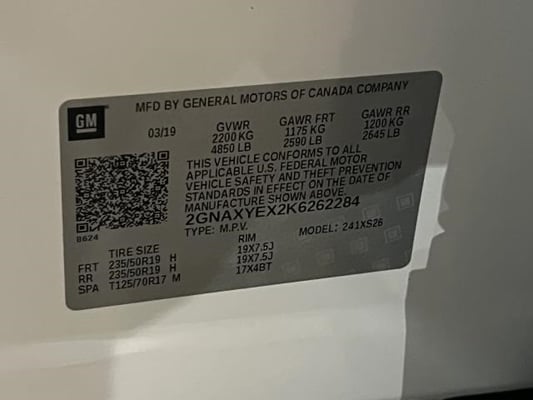 GM
MFD BY GENERAL MOTORS OF CANADA COMPANY
03/19 GVWR GAWR FRT GAWR RR
2200 KG 1175 KG 1200 KG
4850 LB 2590 LB 2645 LB
THIS VEHICLE CONFORMS TO ALL
APPLICABLE U.S. FEDERAL MOTOR
VEHICLE SAFETY AND THEFT PREVENTION
STANDARDS IN EFFECT ON THE DATE OF
MANUFACTURE SHOWN ABOVE.
2GNAXYEX2K6262284
8624 TYPE: M.P.V. MODEL: 241XS26
TIRE SIZE RIM
FRT 235/50R19 H 19X7.5J
RR 235/50R19 H 19X7.5J
SPA T125/70R17 M 17X4BT